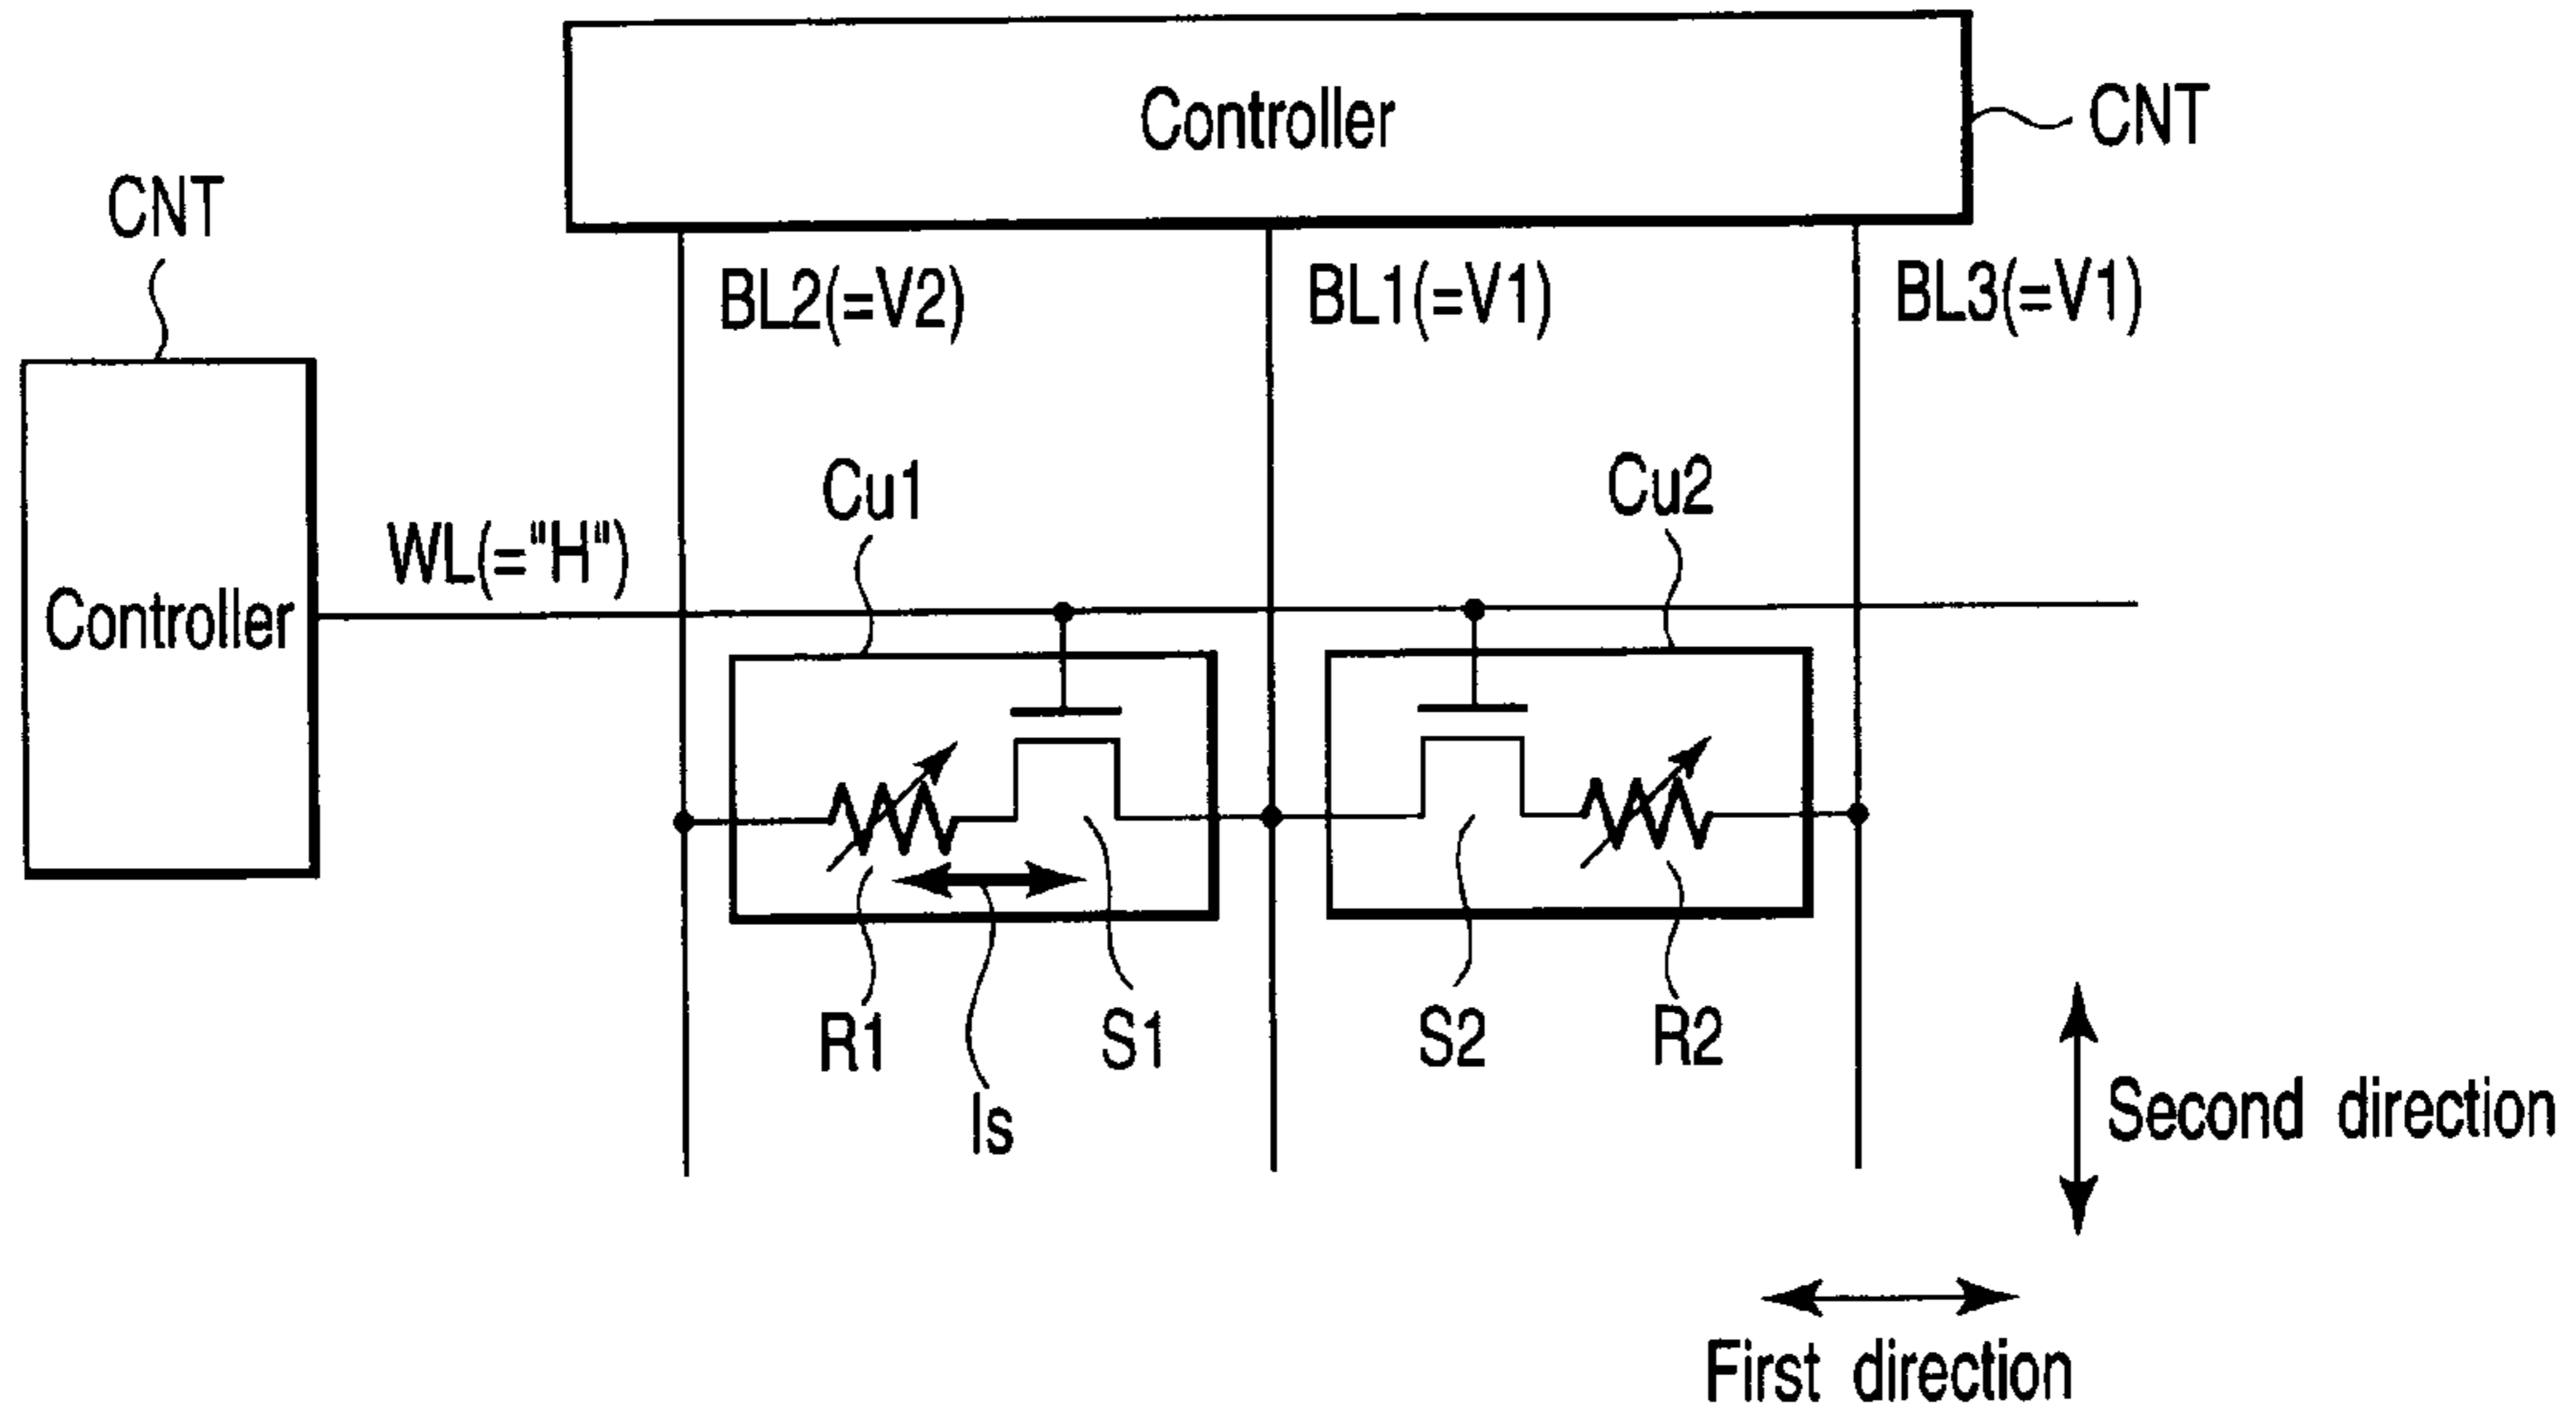 Controller
CNT
CNT
BL2(=V2)
BL1(=V1)
BL3(=V1)
Cu1
Cu2
WL(="H")
Controller
R1
S1
S2
R2
Is
Second direction
First direction